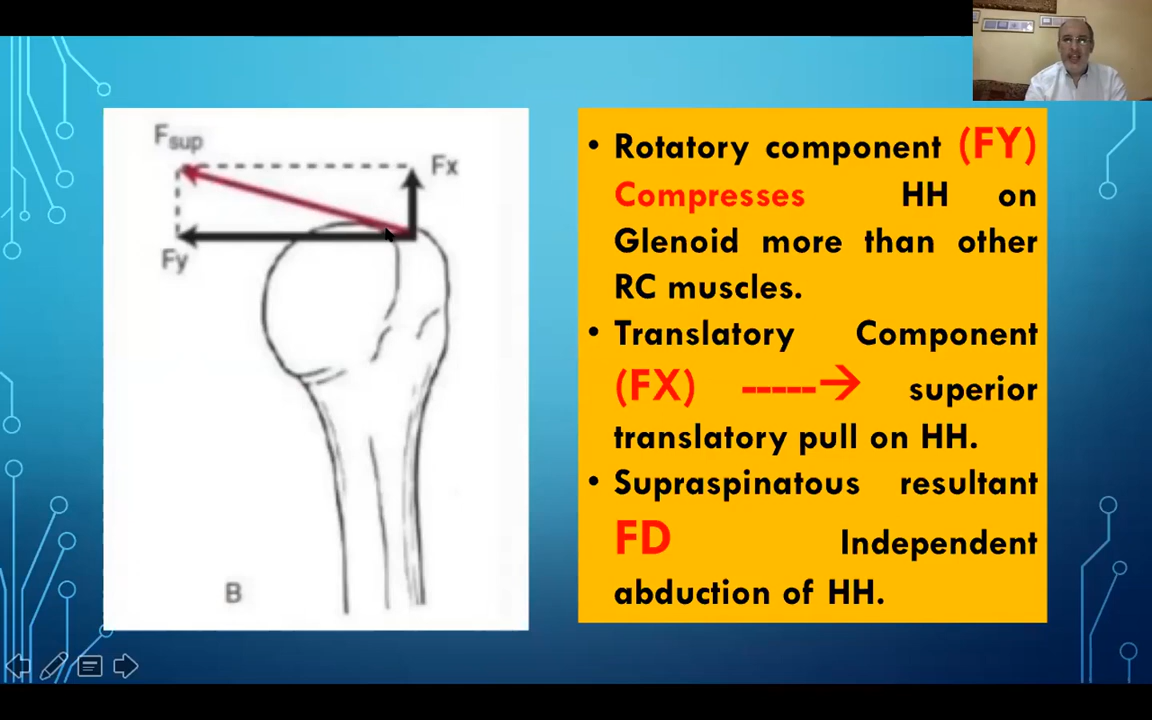 Fsup
Fx
Fy
B
• Rotatory component (FY)
Compresses HH on
Glenoid more than other
RC muscles.
• Translatory Component
(FX) -----→ superior
translatory pull on HH.
• Supraspinatous resultant
FD Independent
abduction of HH.